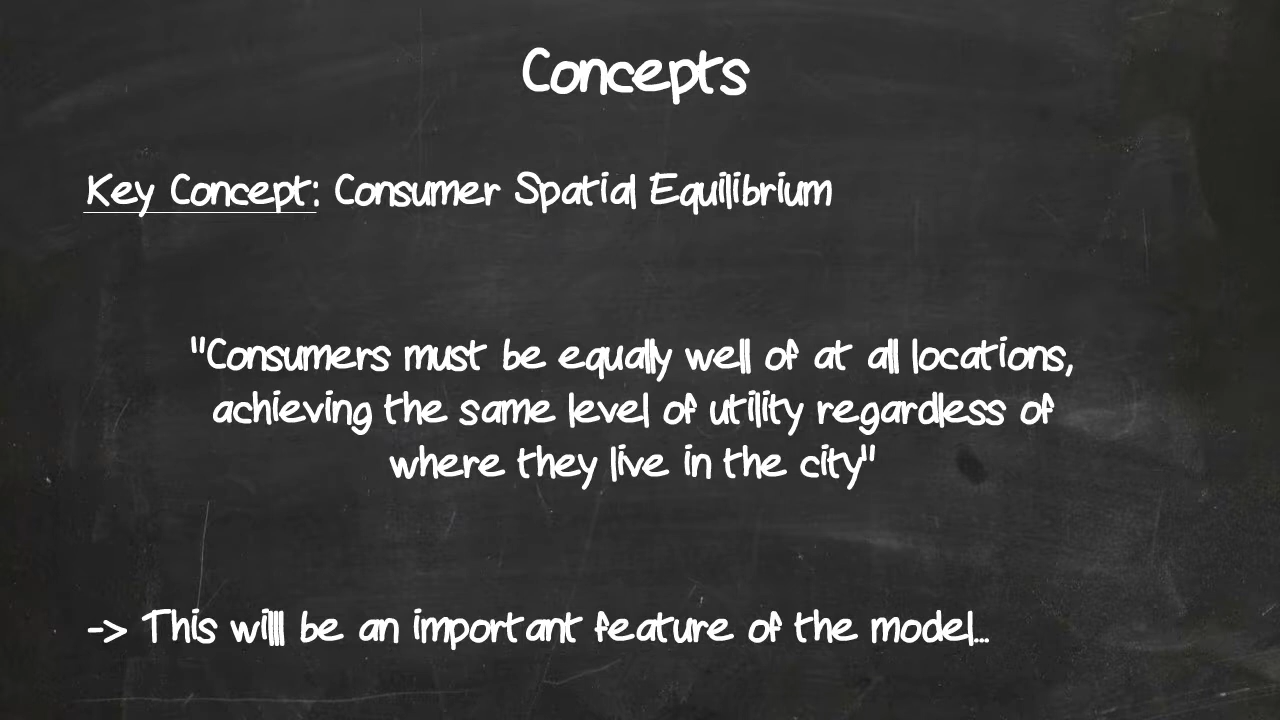 Concepts
Key Concept: Consumer Spatial Equilibrium
"Consumers must be equally well of at all locations,
achieving the same level of utility regardless of
where they live in the city"
-> This will be an important feature of the model...